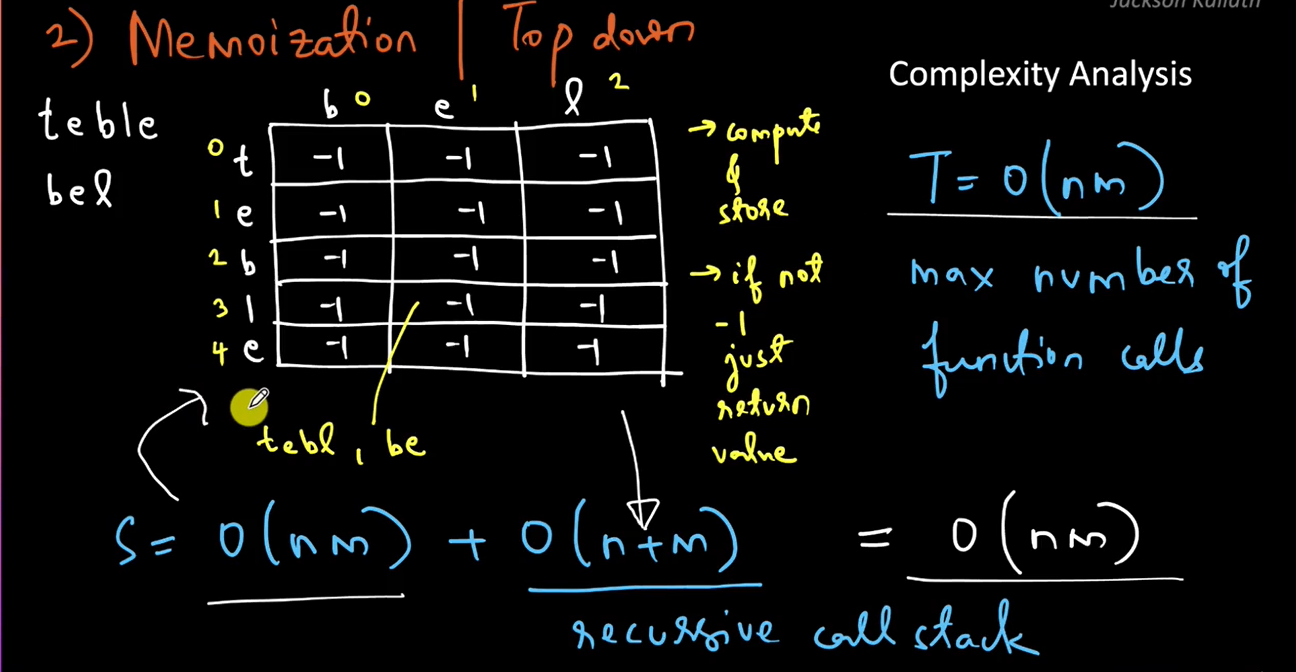 Jackson Kailath
2) Memoization | Top down
Complexity Analysis
teble
bel
b 0 e 1 l 2
0 t -1 -1 -1
1 e -1 -1 -1
2 b -1 -1 -1
3 l -1 -1 -1
4 e -1 -1 -1
→ compute
&
store
→ if not
-1
just
return
value
T = O(nm)
max number of
function calls
tebl, be
S = O(nm) + O(n+m) = O(nm)
recursive call stack